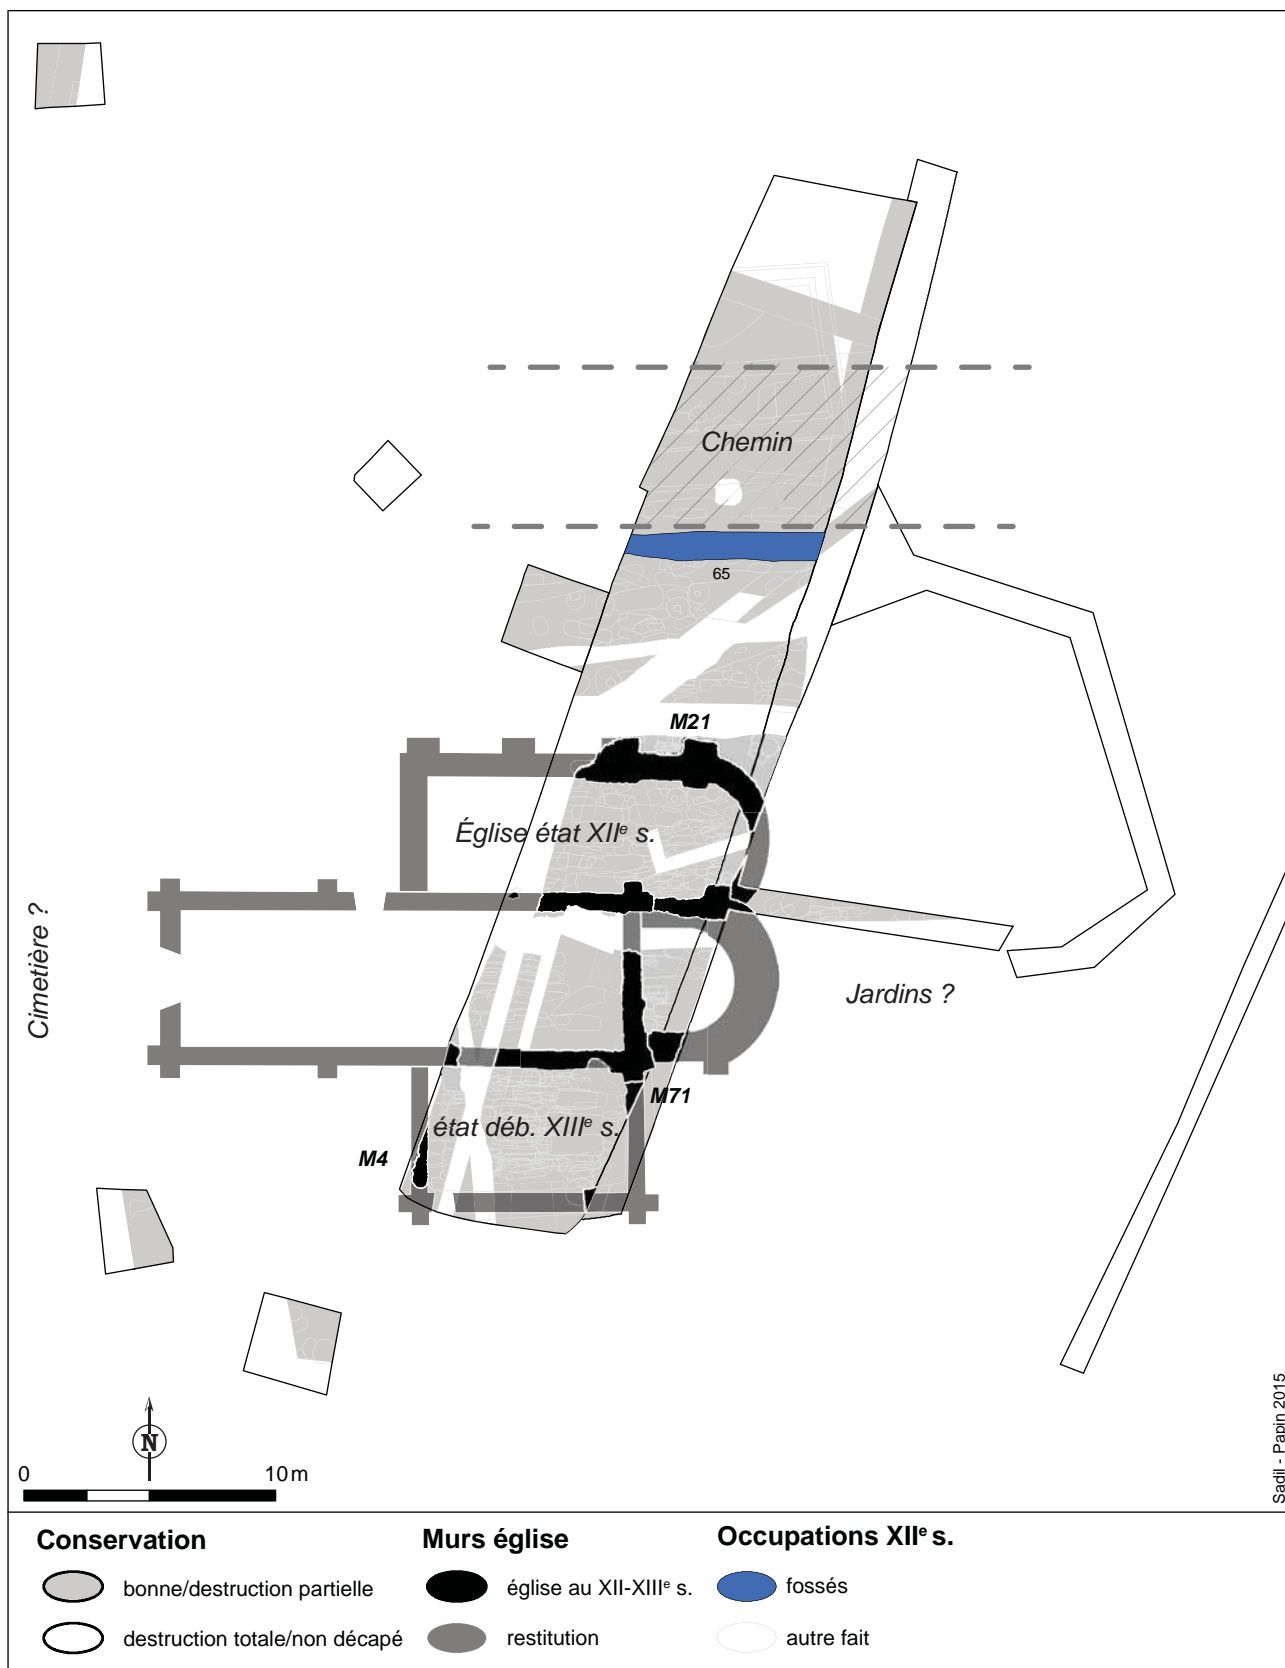 Chemin
65
M21
Église état XIIe s.
Cimetière ?
Jardins ?
M71
état déb. XIIIe s.
M4
N
0 10 m
Sadil - Papin 2015
Conservation
bonne/destruction partielle
destruction totale/non décapé
Murs église
église au XII-XIIIe s.
restitution
Occupations XIIe s.
fossés
autre fait